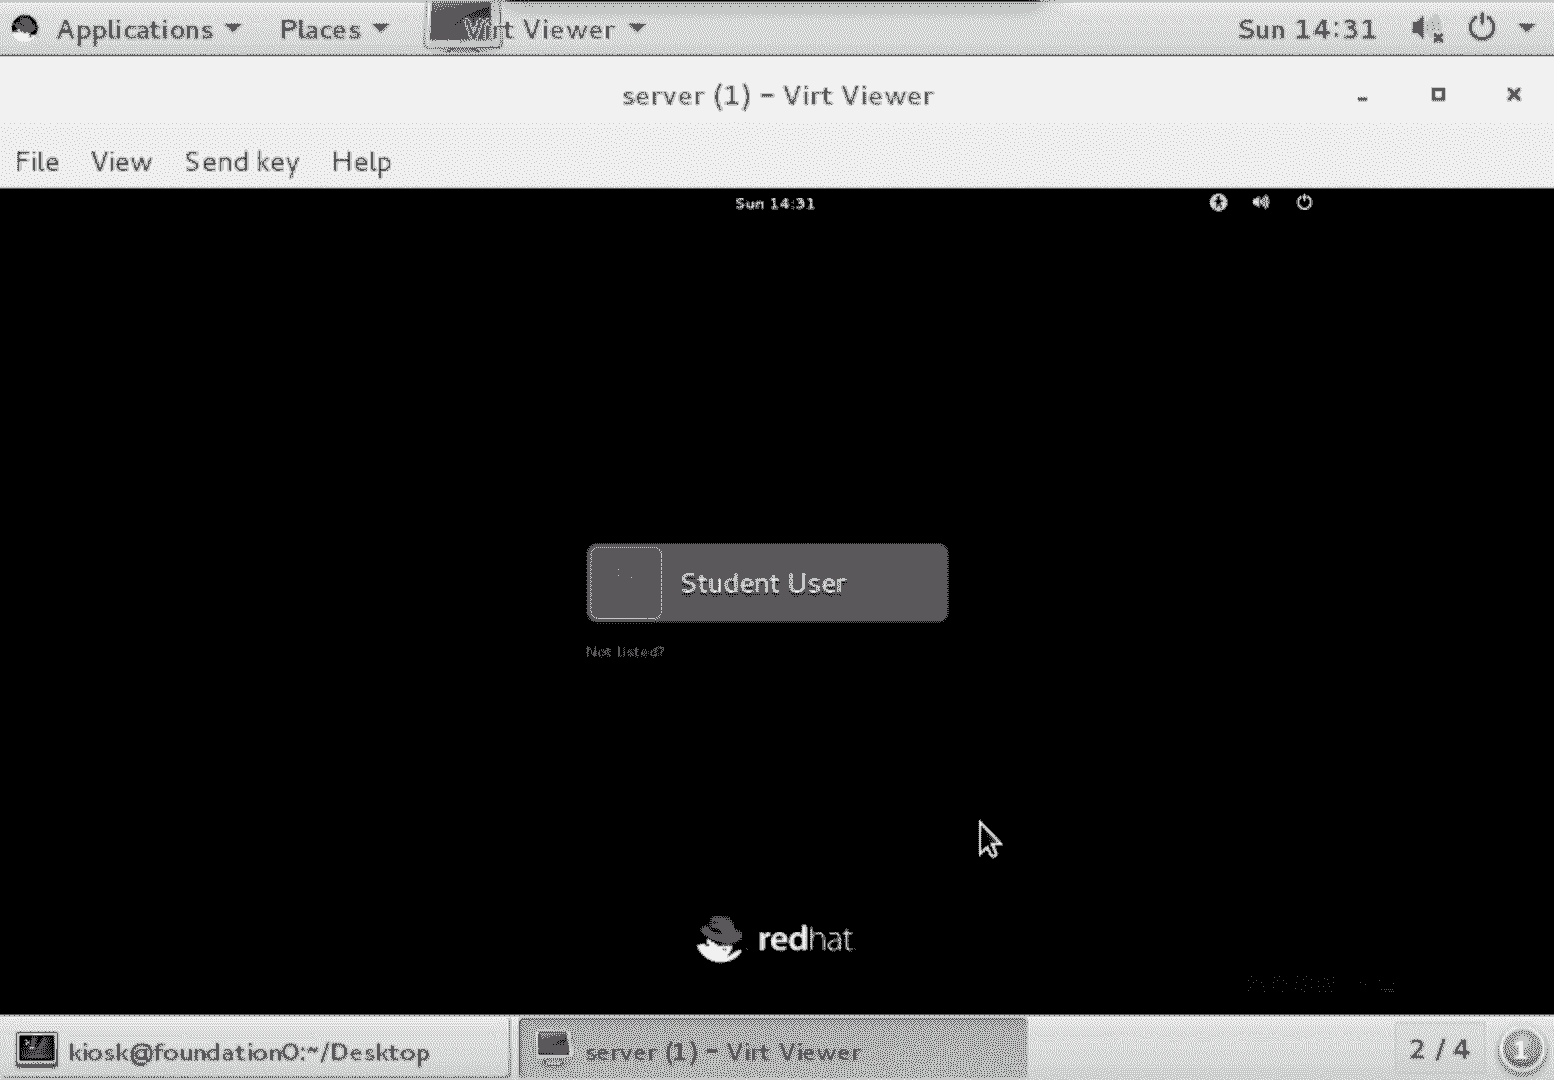 Applications Places Virt Viewer Sun 14:31
server (1) – Virt Viewer
File View Send key Help
Sun 14:31
Student User
Not listed?
redhat
kiosk@foundation0:~/Desktop server (1) – Virt Viewer 2 / 4 1